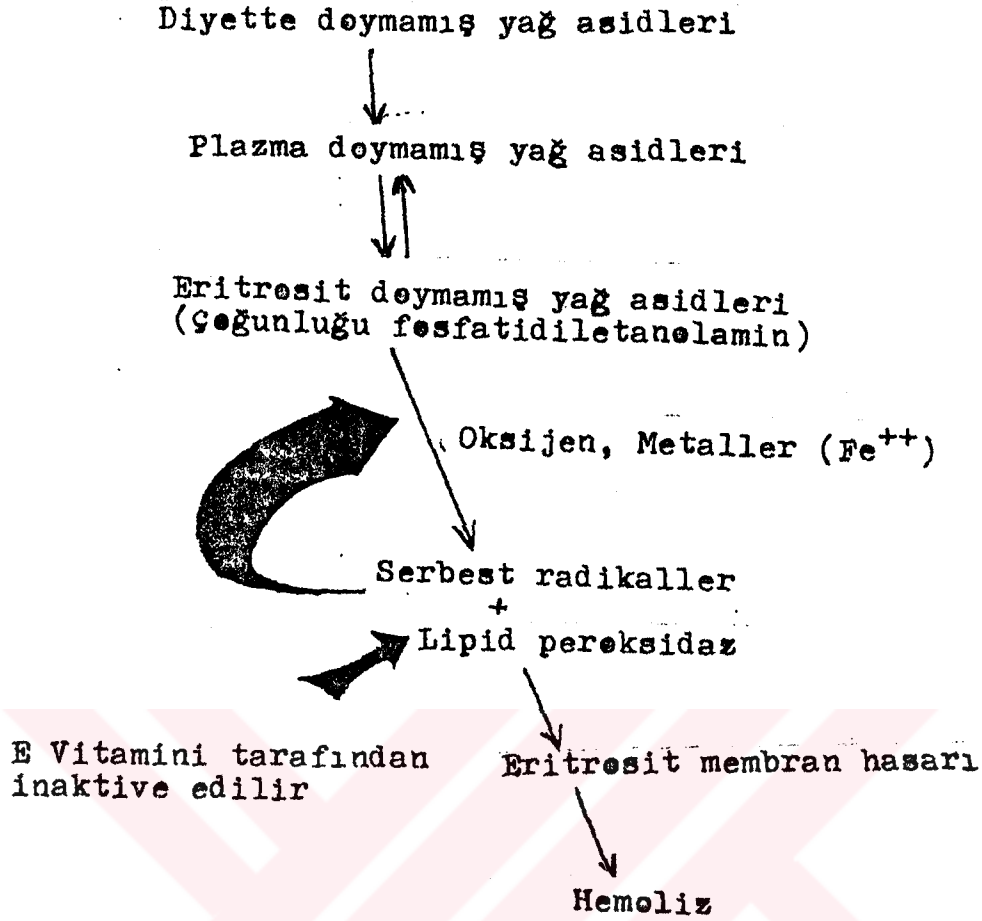 Diyette doymamış yağ asidleri
Plazma doymamış yağ asidleri
Eritrosit doymamış yağ asidleri
(Çoğunluğu fosfatidiletanolamin)
Oksijen, Metaller (Fe⁺⁺)
Serbest radikaller
+
Lipid peroksidaz
E Vitamini tarafından
inaktive edilir
Eritrosit membran hasarı
Hemoliz